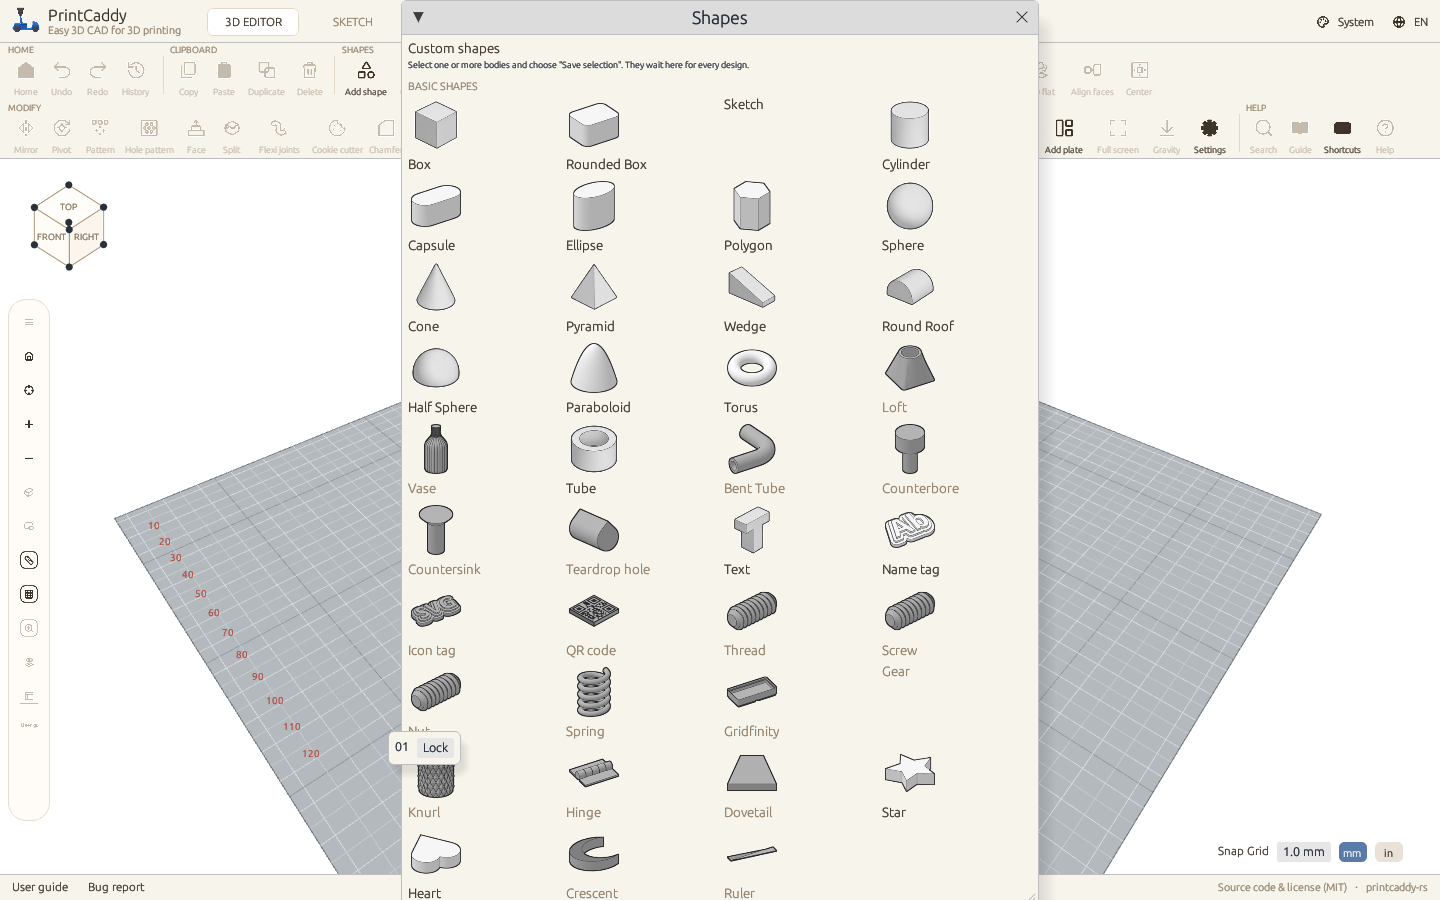 PrintCaddy
Easy 3D CAD for 3D printing
3D EDITOR
SKETCH
▼ Shapes
System
EN
HOME
CLIPBOARD
SHAPES
Home
Undo
Redo
History
Copy
Paste
Duplicate
Delete
Add shape
flat
Align faces
Center
MODIFY
HELP
Mirror
Pivot
Pattern
Hole pattern
Face
Split
Flexi joints
Cookie cutter
Chamfer
Add plate
Full screen
Gravity
Settings
Search
Guide
Shortcuts
Help
Custom shapes
Select one or more bodies and choose "Save selection". They wait here for every design.
BASIC SHAPES
Box
Rounded Box
Sketch
Cylinder
Capsule
Ellipse
Polygon
Sphere
Cone
Pyramid
Wedge
Round Roof
Half Sphere
Paraboloid
Torus
Loft
Vase
Tube
Bent Tube
Counterbore
Countersink
Teardrop hole
Text
Name tag
Icon tag
QR code
Thread
Screw
Nut
Spring
Gridfinity
Gear
Knurl
Hinge
Dovetail
Star
Heart
Crescent
Ruler
Ab
SVG
TOP
FRONT
RIGHT
10
20
30
40
50
60
70
80
90
100
110
120
01 Lock
Snap Grid 1.0 mm mm in
User guide
Bug report
Source code & license (MIT) · printcaddy-rs